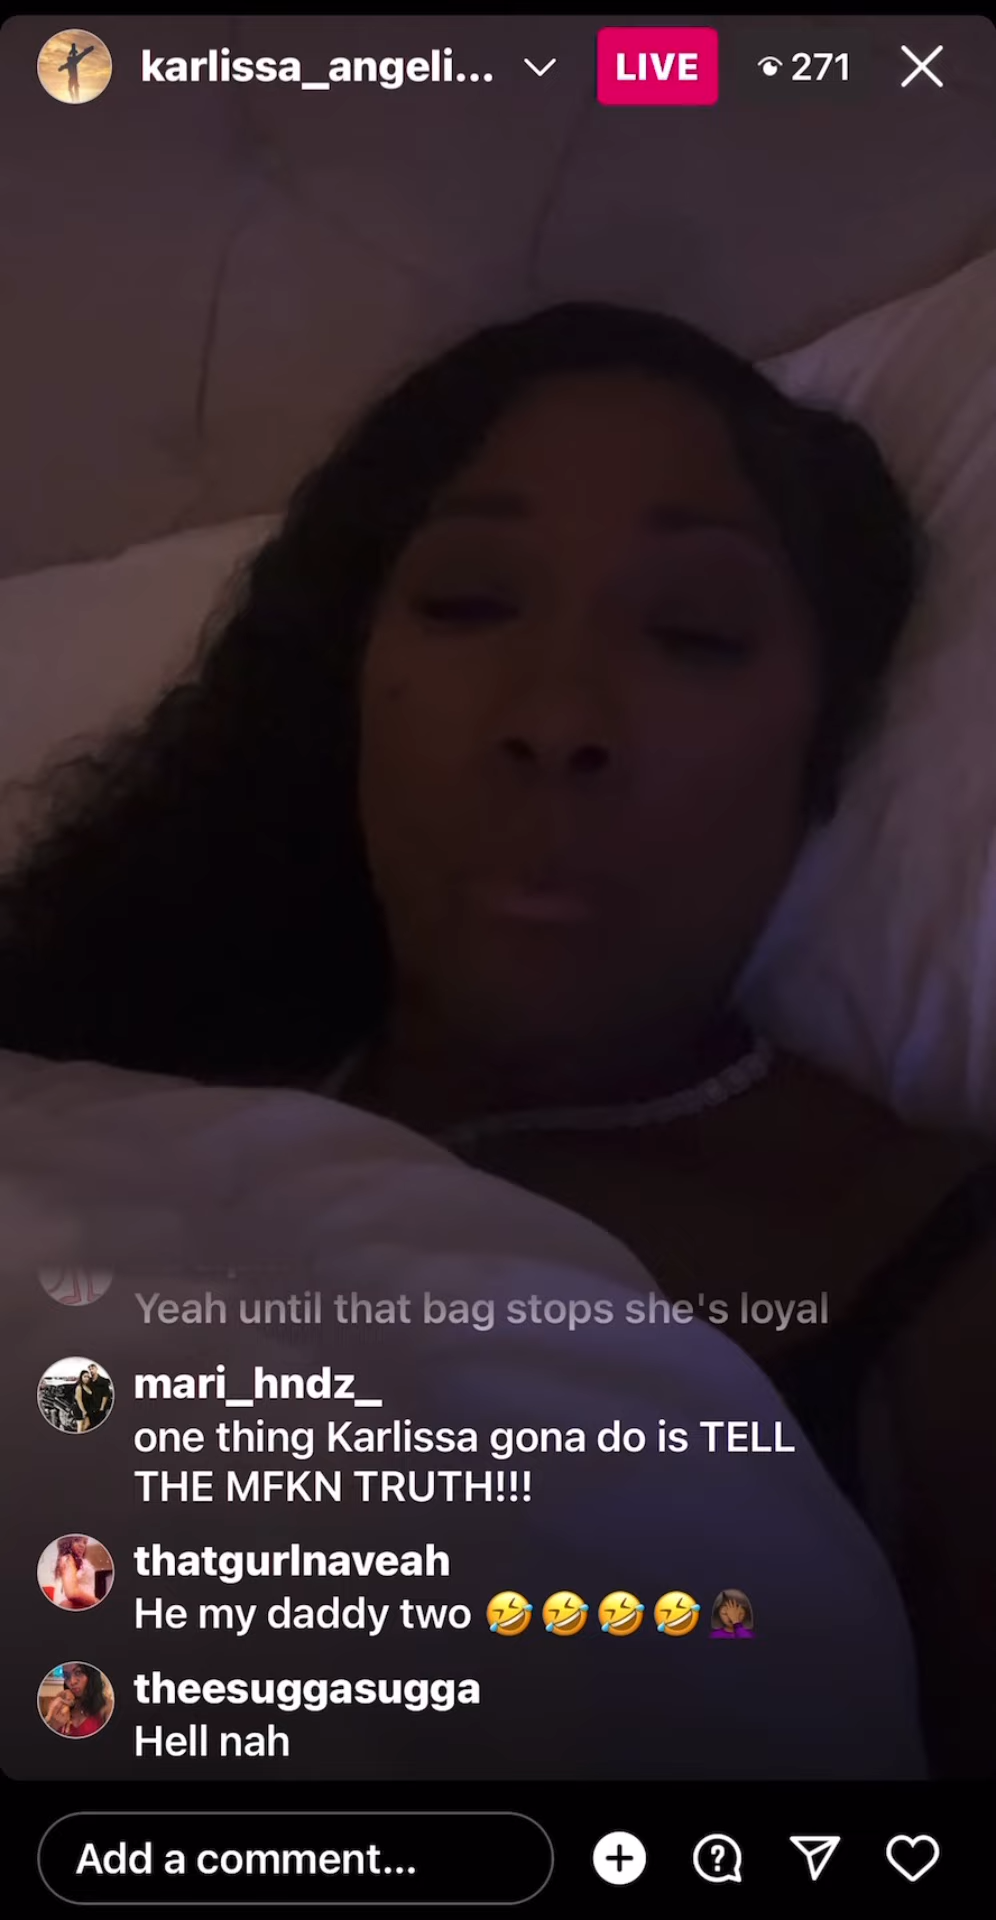 karlissa_angeli...
LIVE
271
Yeah until that bag stops she's loyal
mari_hndz_
one thing Karlissa gona do is TELL
THE MFKN TRUTH!!!
thatgurlnaveah
He my daddy two 🤣🤣🤣🤣🤦🏾‍♀️
theesuggasugga
Hell nah
Add a comment...